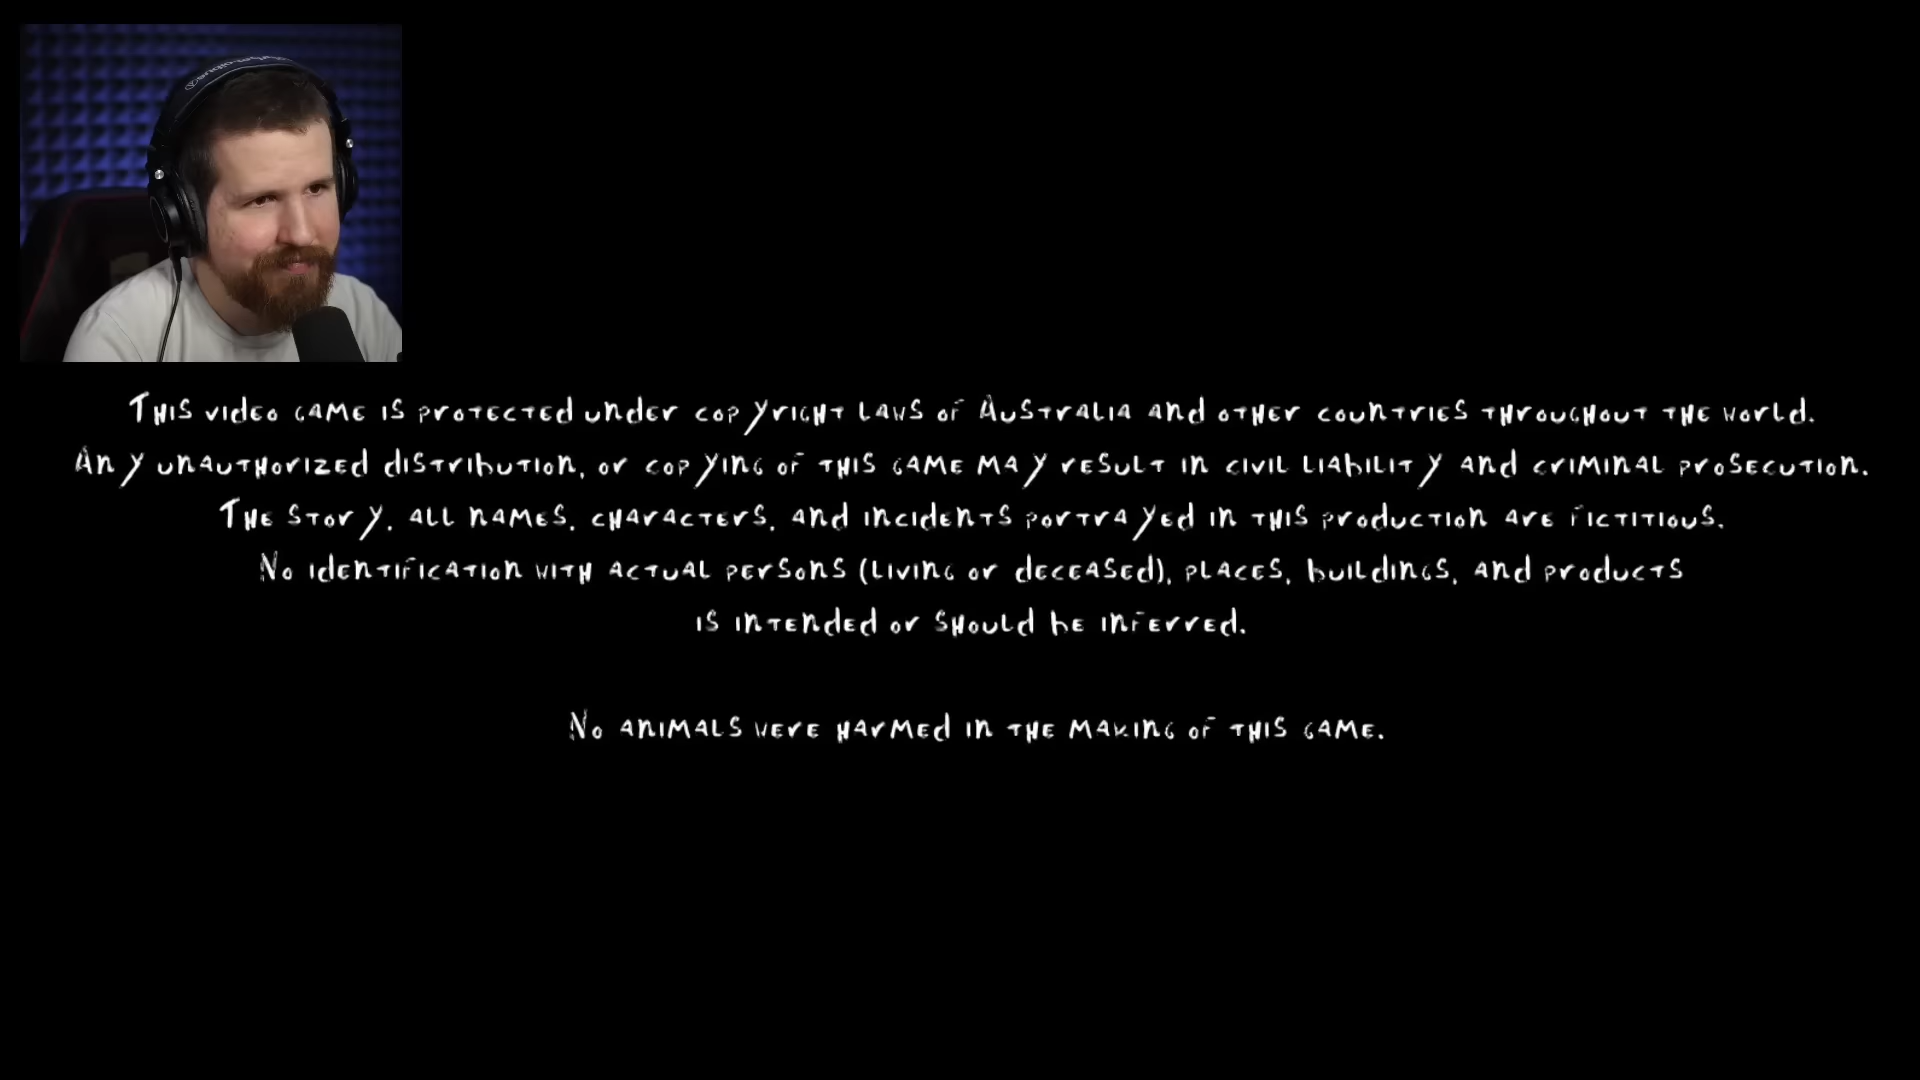 This video game is protected under copyright laws of Australia and other countries throughout the world.
Any unauthorized distribution, or copying of this game may result in civil liability and criminal prosecution.
The story, all names, characters, and incidents portrayed in this production are fictitious.
No identification with actual persons (living or deceased), places, buildings, and products
is intended or should be inferred.
No animals were harmed in the making of this game.